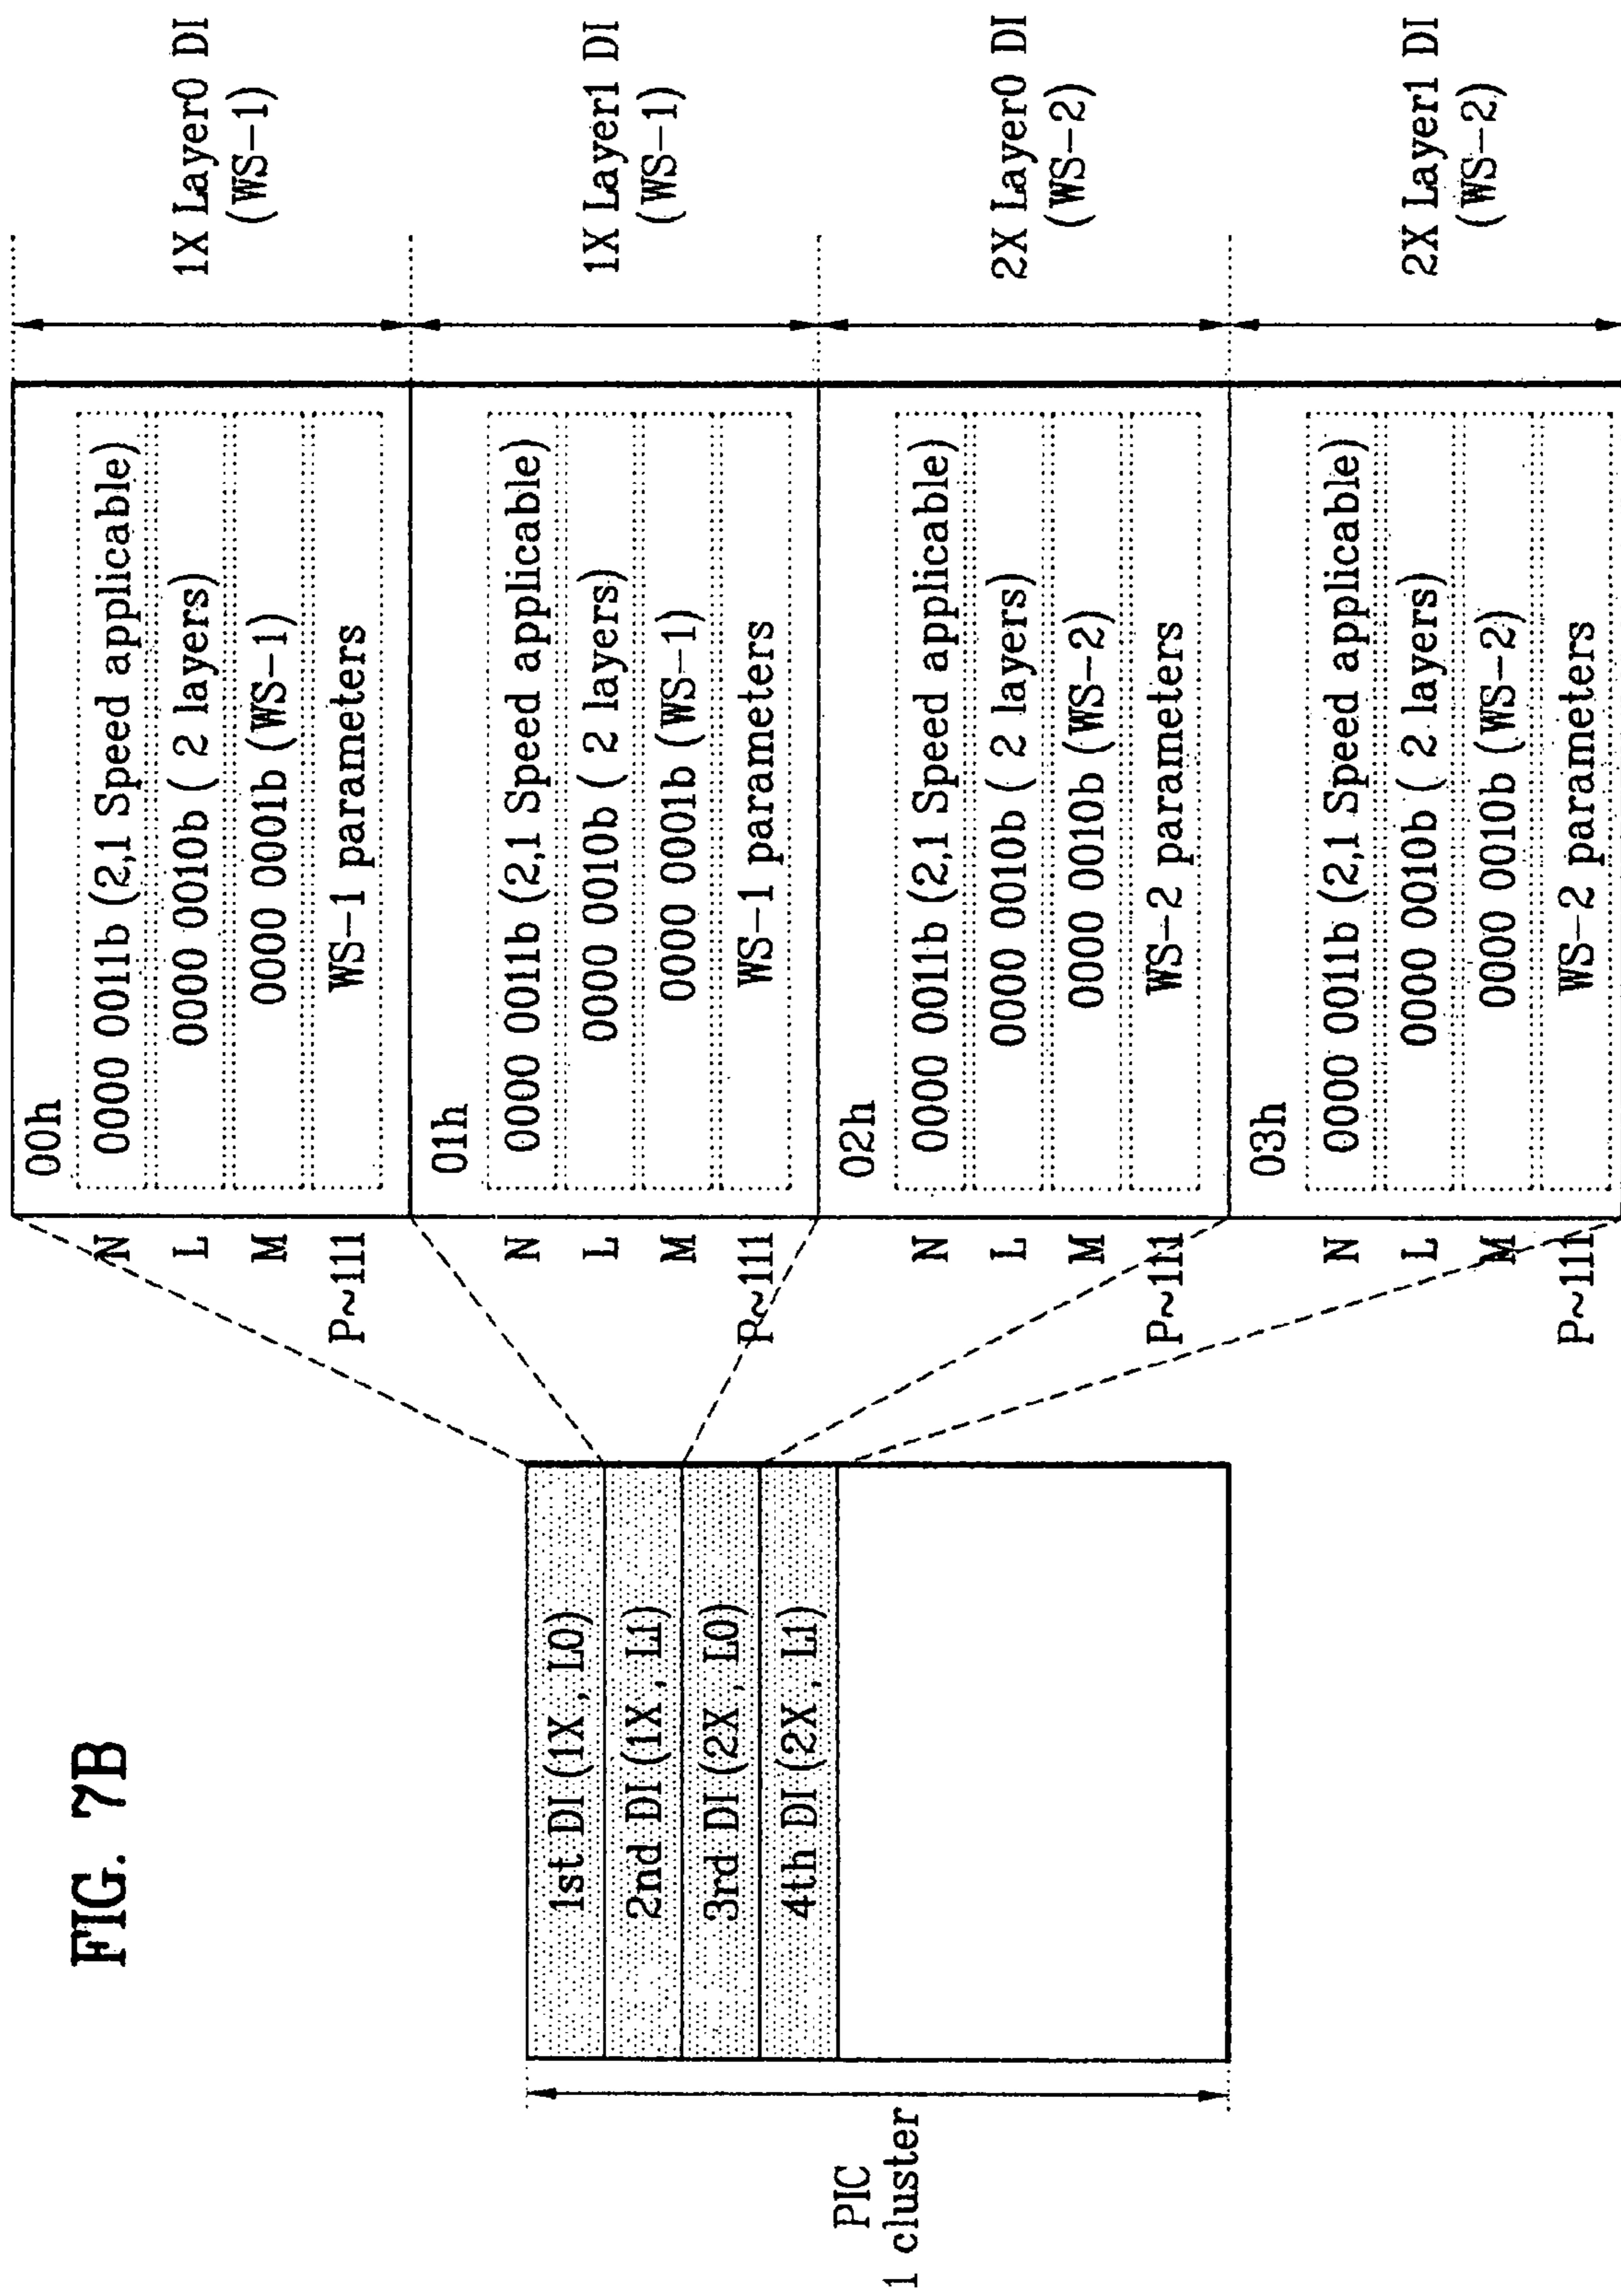 FIG. 7B
PIC
1 cluster
1st DI (1X , L0)
2nd DI (1X , L1)
3rd DI (2X , L0)
4th DI (2X , L1)
00h
N 0000 0011b (2,1 Speed applicable)
L 0000 0010b ( 2 layers)
M 0000 0001b (WS-1)
P~111 WS-1 parameters
1X Layer0 DI
(WS-1)
01h
N 0000 0011b (2,1 Speed applicable)
L 0000 0010b ( 2 layers)
M 0000 0001b (WS-1)
P~111 WS-1 parameters
1X Layer1 DI
(WS-1)
02h
N 0000 0011b (2,1 Speed applicable)
L 0000 0010b ( 2 layers)
M 0000 0010b (WS-2)
P~111 WS-2 parameters
2X Layer0 DI
(WS-2)
03h
N 0000 0011b (2,1 Speed applicable)
L 0000 0010b ( 2 layers)
M 0000 0010b (WS-2)
P~111 WS-2 parameters
2X Layer1 DI
(WS-2)